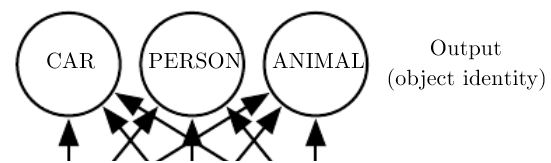 CAR
PERSON
ANIMAL
Output
(object identity)